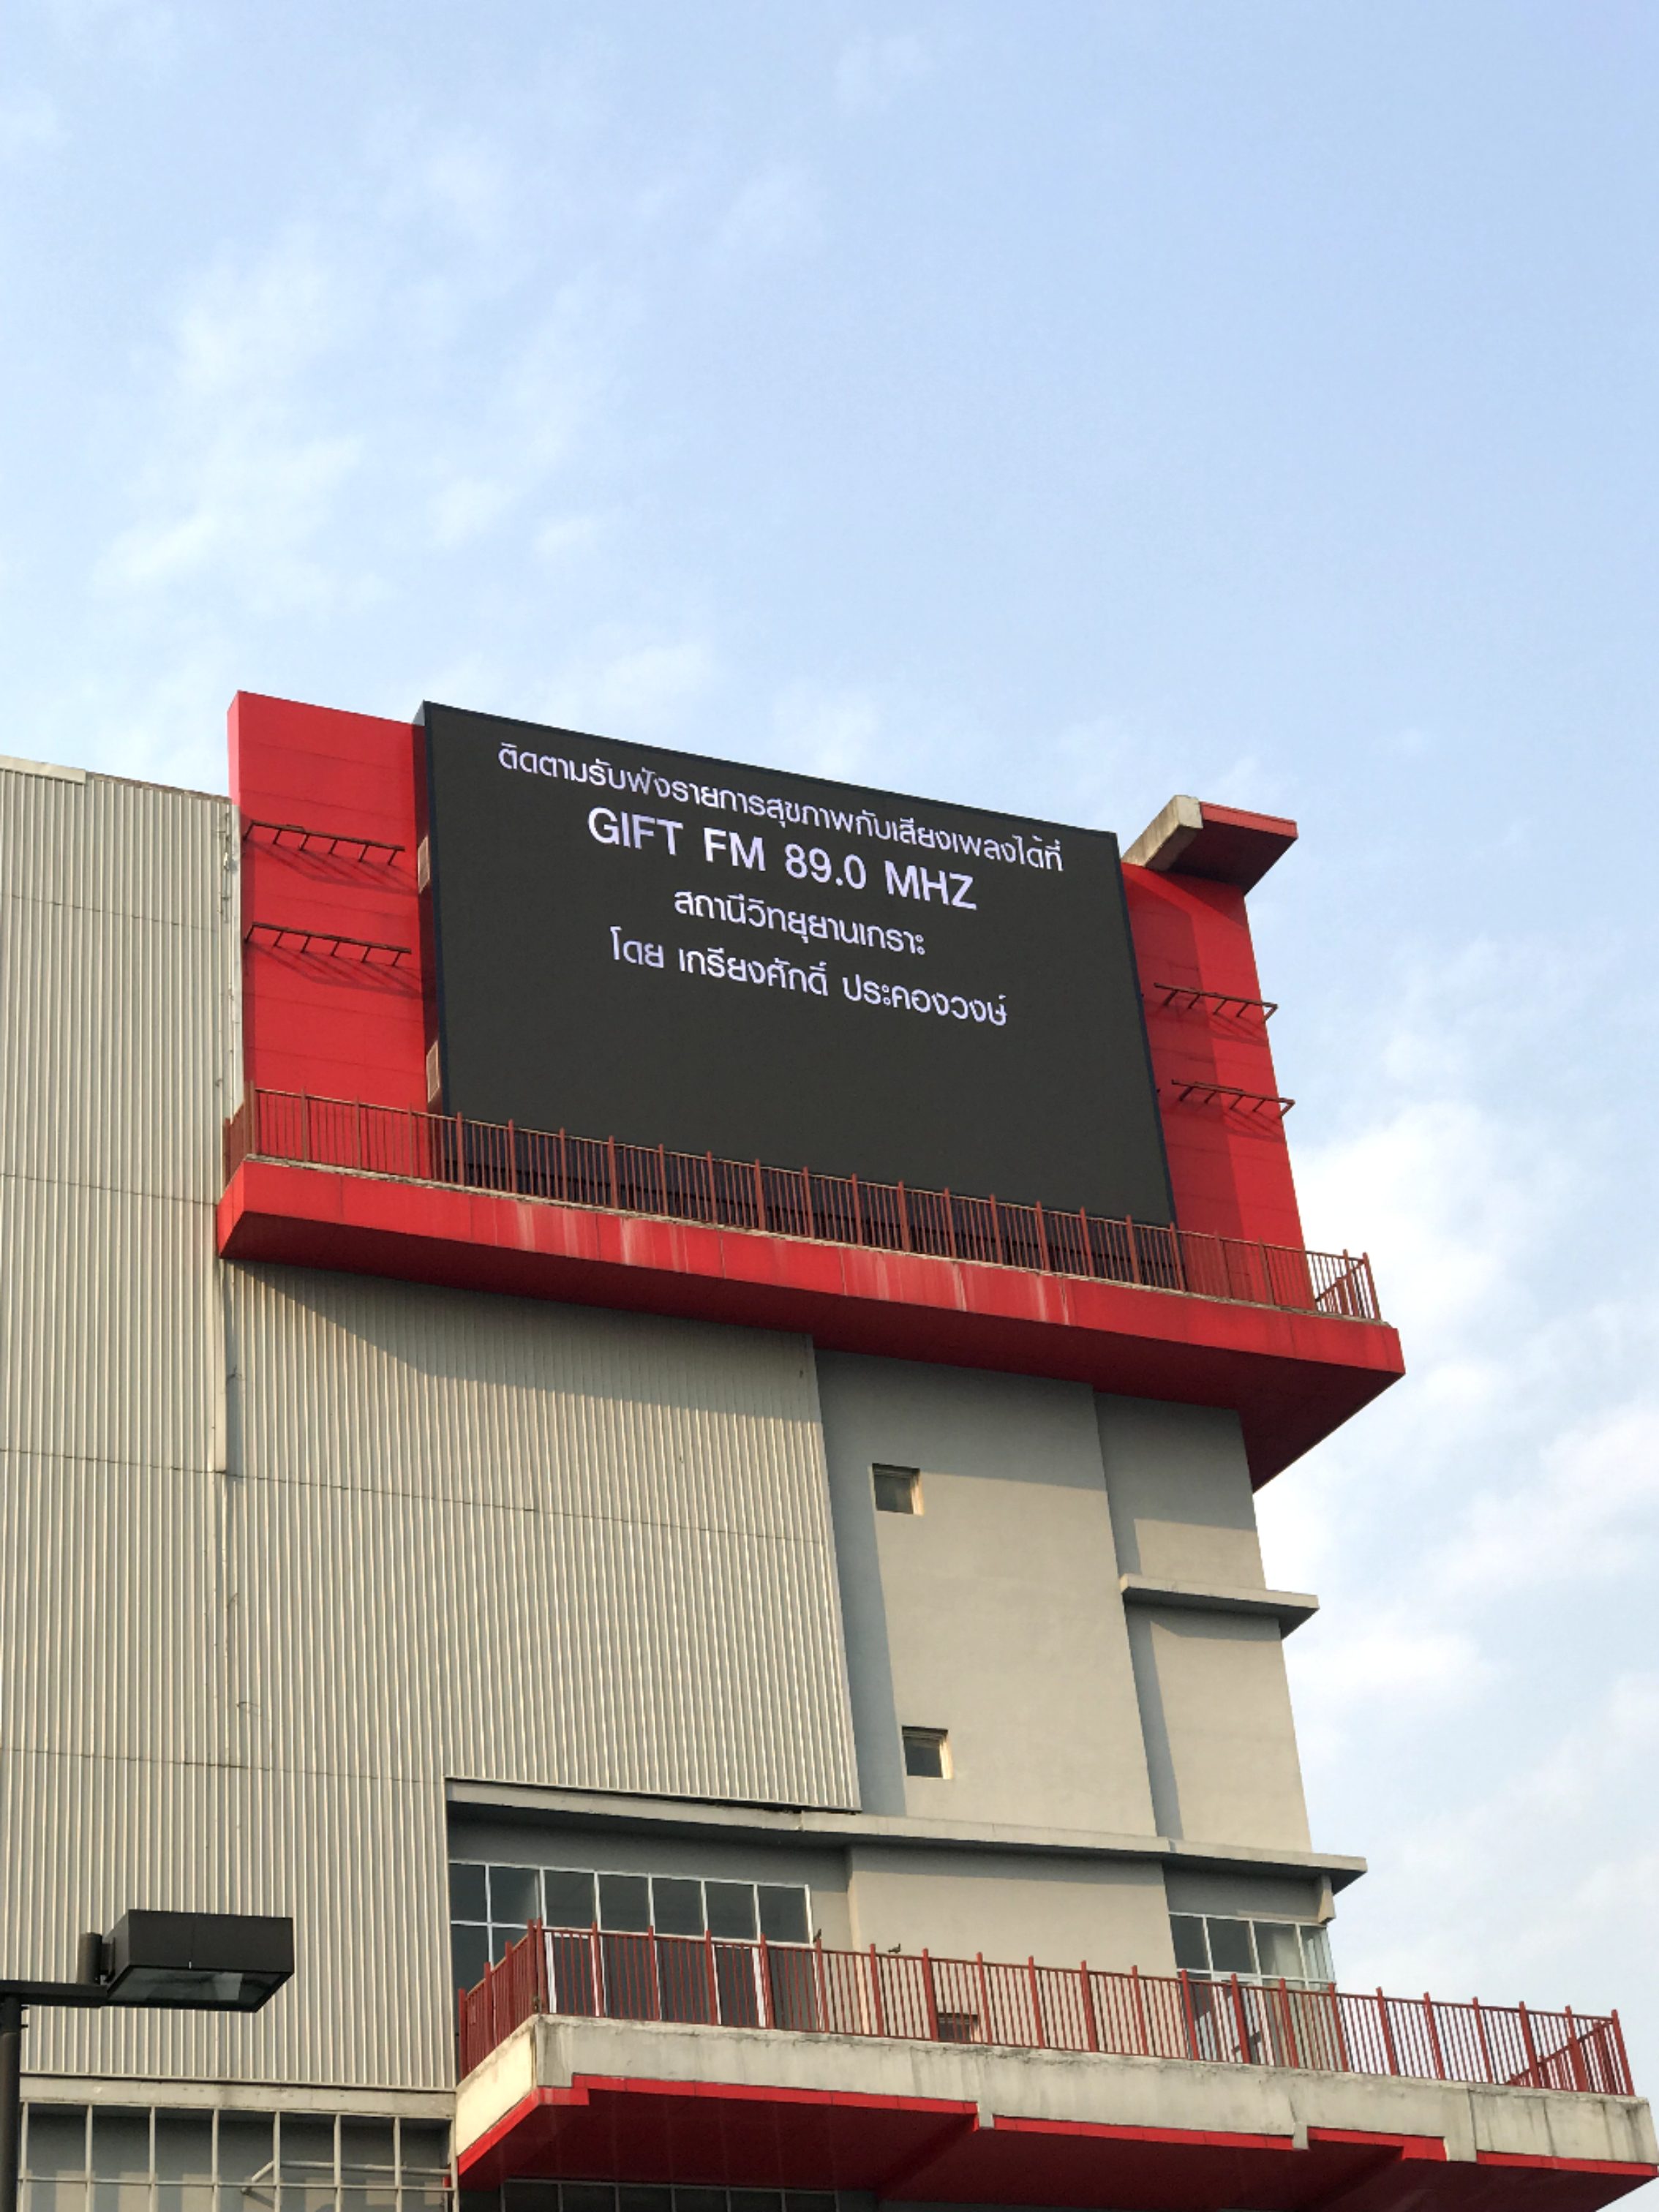 ติดตามรับฟังรายการสุขภาพกับเสียงเพลงได้ที่
GIFT FM 89.0 MHZ
สถานีวิทยุยานเกราะ
โดย เกรียงศักดิ์ ประคองวงษ์